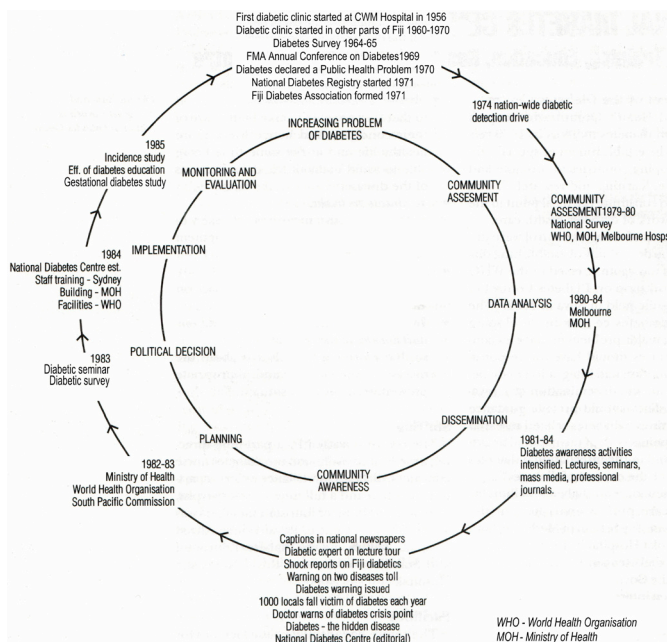 First diabetic clinic started at CWM Hospital in 1956
Diabetic clinic started in other parts of Fiji 1960-1970
Diabetes Survey 1964-65
FMA Annual Conference on Diabetes1969
Diabetes declared a Public Health Problem 1970
National Diabetes Registry started 1971
Fiji Diabetes Association formed 1971
INCREASING PROBLEM
OF DIABETES
1974 nation-wide diabetic
detection drive
COMMUNITY
ASSESMENT
COMMUNITY
ASSESMENT1979-80
National Survey
WHO, MOH, Melbourne Hosps
DATA ANALYSIS
1980-84
Melbourne
MOH
DISSEMINATION
1981-84
Diabetes awareness activities
intensified. Lectures, seminars,
mass media, professional
journals.
COMMUNITY
AWARENESS
Captions in national newspapers
Diabetic expert on lecture tour
Shock reports on Fiji diabetics
Warning on two diseases toll
Diabetes warning issued
1000 locals fall victim of diabetes each year
Doctor warns of diabetes crisis point
Diabetes - the hidden disease
National Diabetes Centre (editorial)
PLANNING
1982-83
Ministry of Health
World Health Organisation
South Pacific Commission
POLITICAL DECISION
1983
Diabetic seminar
Diabetic survey
IMPLEMENTATION
1984
National Diabetes Centre est.
Staff training - Sydney
Building - MOH
Facilities - WHO
MONITORING AND
EVALUATION
1985
Incidence study
Eff. of diabetes education
Gestational diabetes study
WHO - World Health Organisation
MOH - Ministry of Health